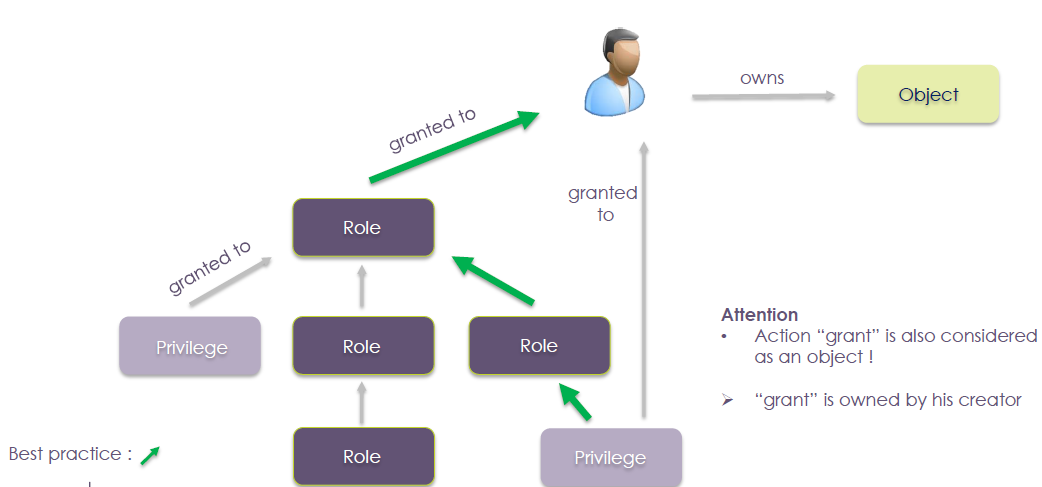 owns
Object
granted to
granted
to
Role
granted to
Privilege
Role
Role
Attention
• Action “grant” is also considered
as an object !
➢ “grant” is owned by his creator
Best practice :
Role
Privilege